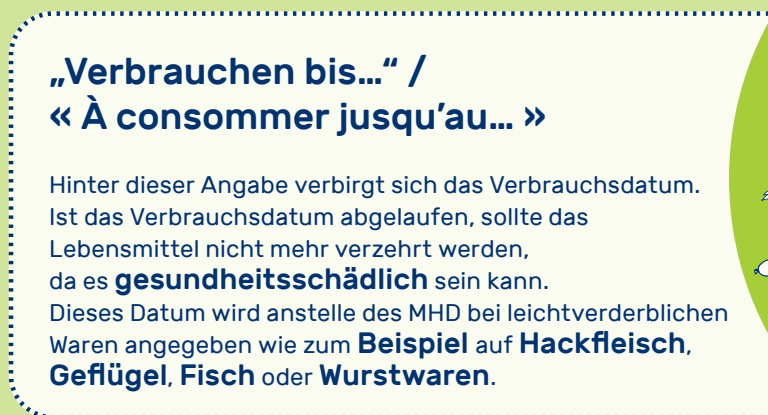 „Verbrauchen bis…“ /
« À consommer jusqu’au… »
Hinter dieser Angabe verbirgt sich das Verbrauchsdatum.
Ist das Verbrauchsdatum abgelaufen, sollte das
Lebensmittel nicht mehr verzehrt werden,
da es gesundheitsschädlich sein kann.
Dieses Datum wird anstelle des MHD bei leichtverderblichen
Waren angegeben wie zum Beispiel auf Hackfleisch,
Geflügel, Fisch oder Wurstwaren.